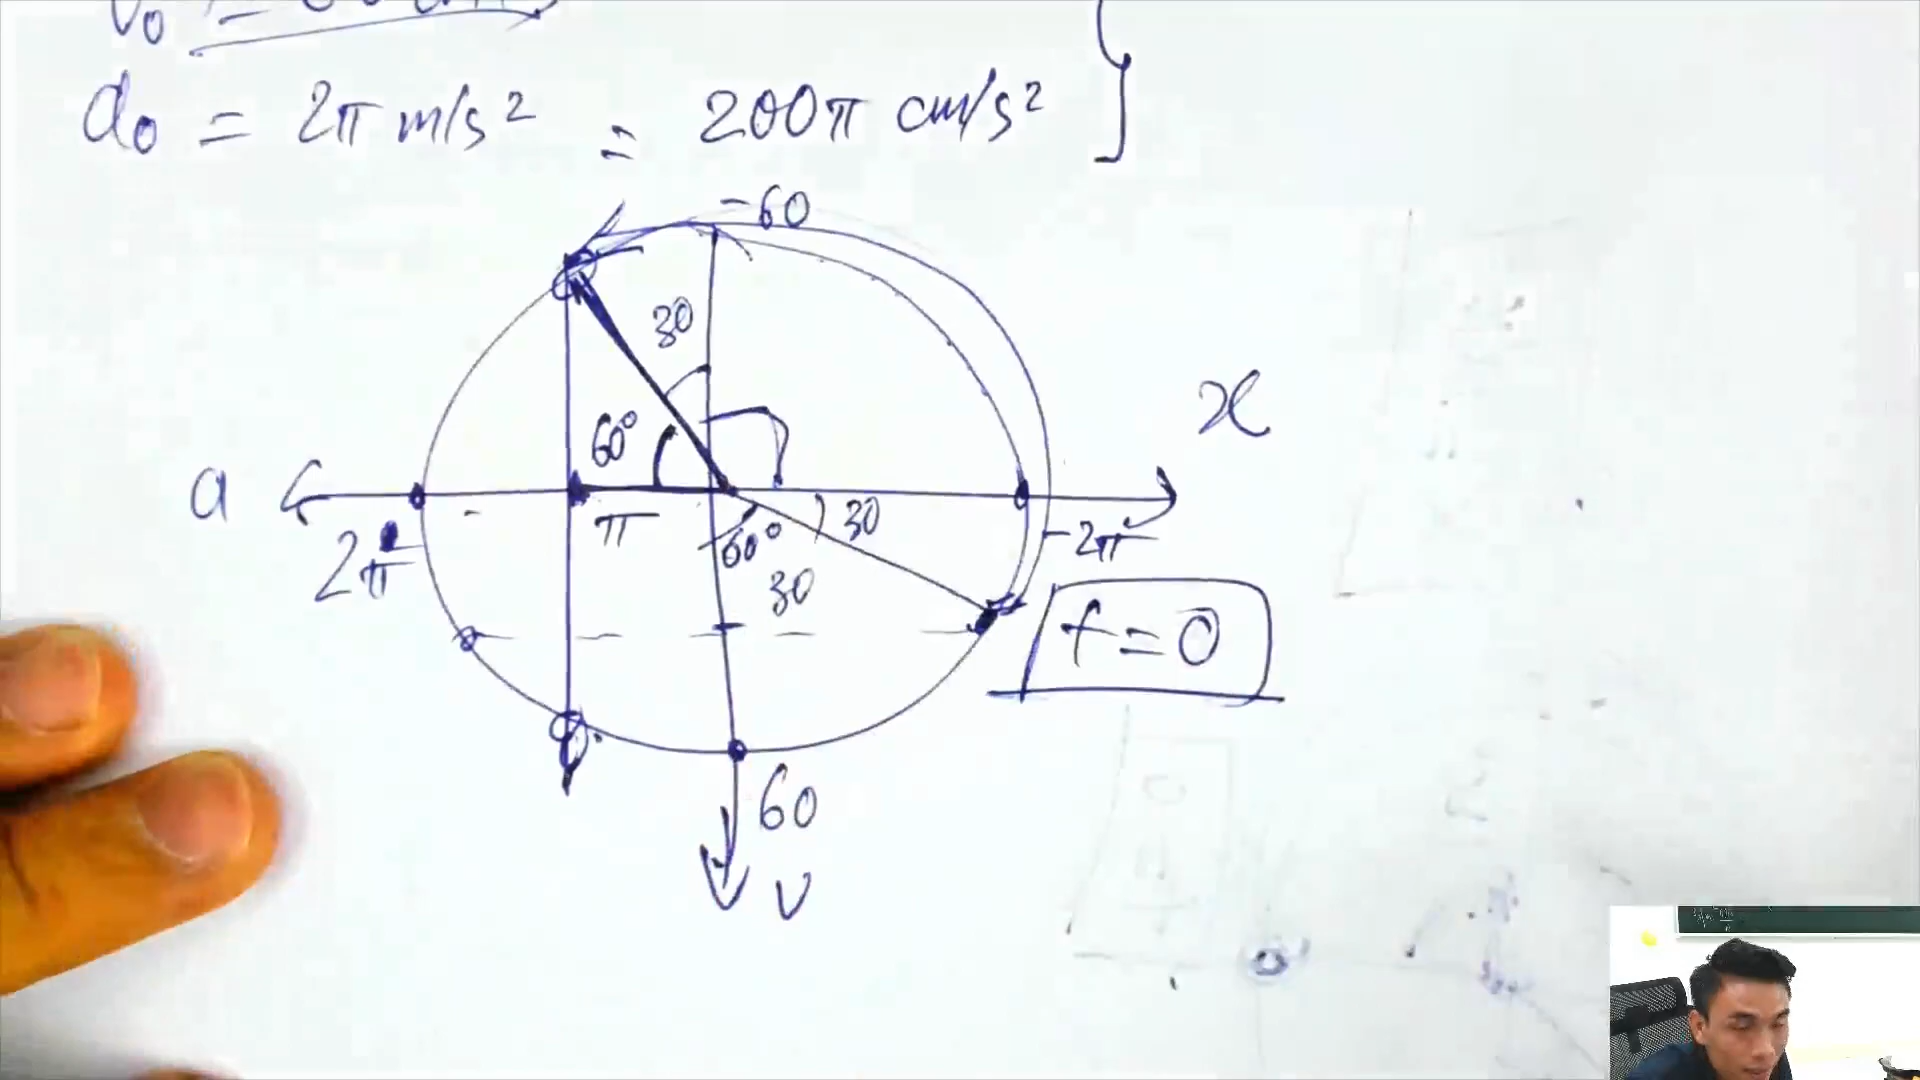 a₀ = 2π m/s² = 200π cm/s² }
-60
30
60°
x
a
π
60°
30
-2π
2π
30
t=0
60
v